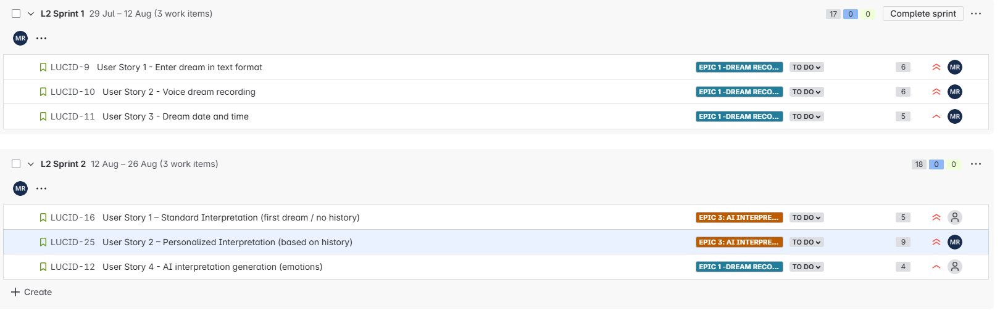 L2 Sprint 1 29 Jul – 12 Aug (3 work items) 17 0 0 Complete sprint
MR
LUCID-9 User Story 1 - Enter dream in text format EPIC 1 -DREAM RECO... TO DO 6 MR
LUCID-10 User Story 2 - Voice dream recording EPIC 1 -DREAM RECO... TO DO 6 MR
LUCID-11 User Story 3 - Dream date and time EPIC 1 -DREAM RECO... TO DO 5 MR
L2 Sprint 2 12 Aug – 26 Aug (3 work items) 18 0 0
MR
LUCID-16 User Story 1 – Standard Interpretation (first dream / no history) EPIC 3: AI INTERPRE... TO DO 5
LUCID-25 User Story 2 – Personalized Interpretation (based on history) EPIC 3: AI INTERPRE... TO DO 9 MR
LUCID-12 User Story 4 - AI interpretation generation (emotions) EPIC 1 -DREAM RECO... TO DO 4
Create